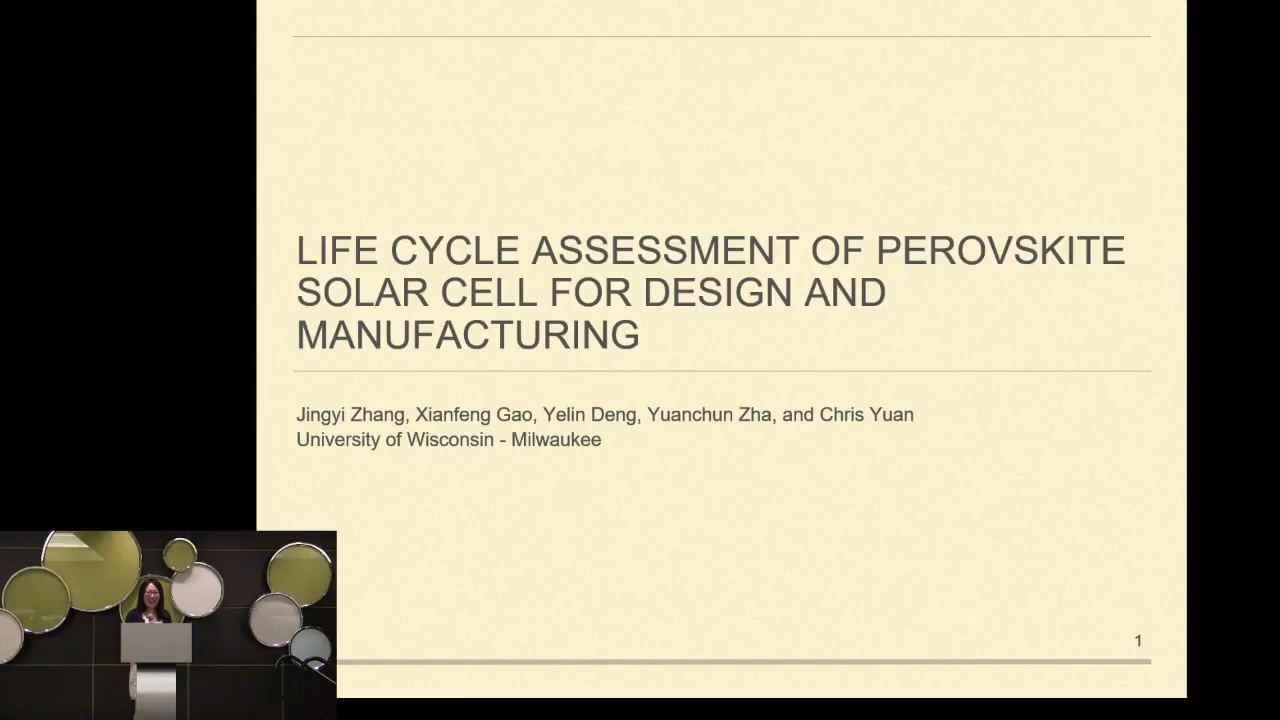 LIFE CYCLE ASSESSMENT OF PEROVSKITE
SOLAR CELL FOR DESIGN AND
MANUFACTURING
Jingyi Zhang, Xianfeng Gao, Yelin Deng, Yuanchun Zha, and Chris Yuan
University of Wisconsin - Milwaukee
1